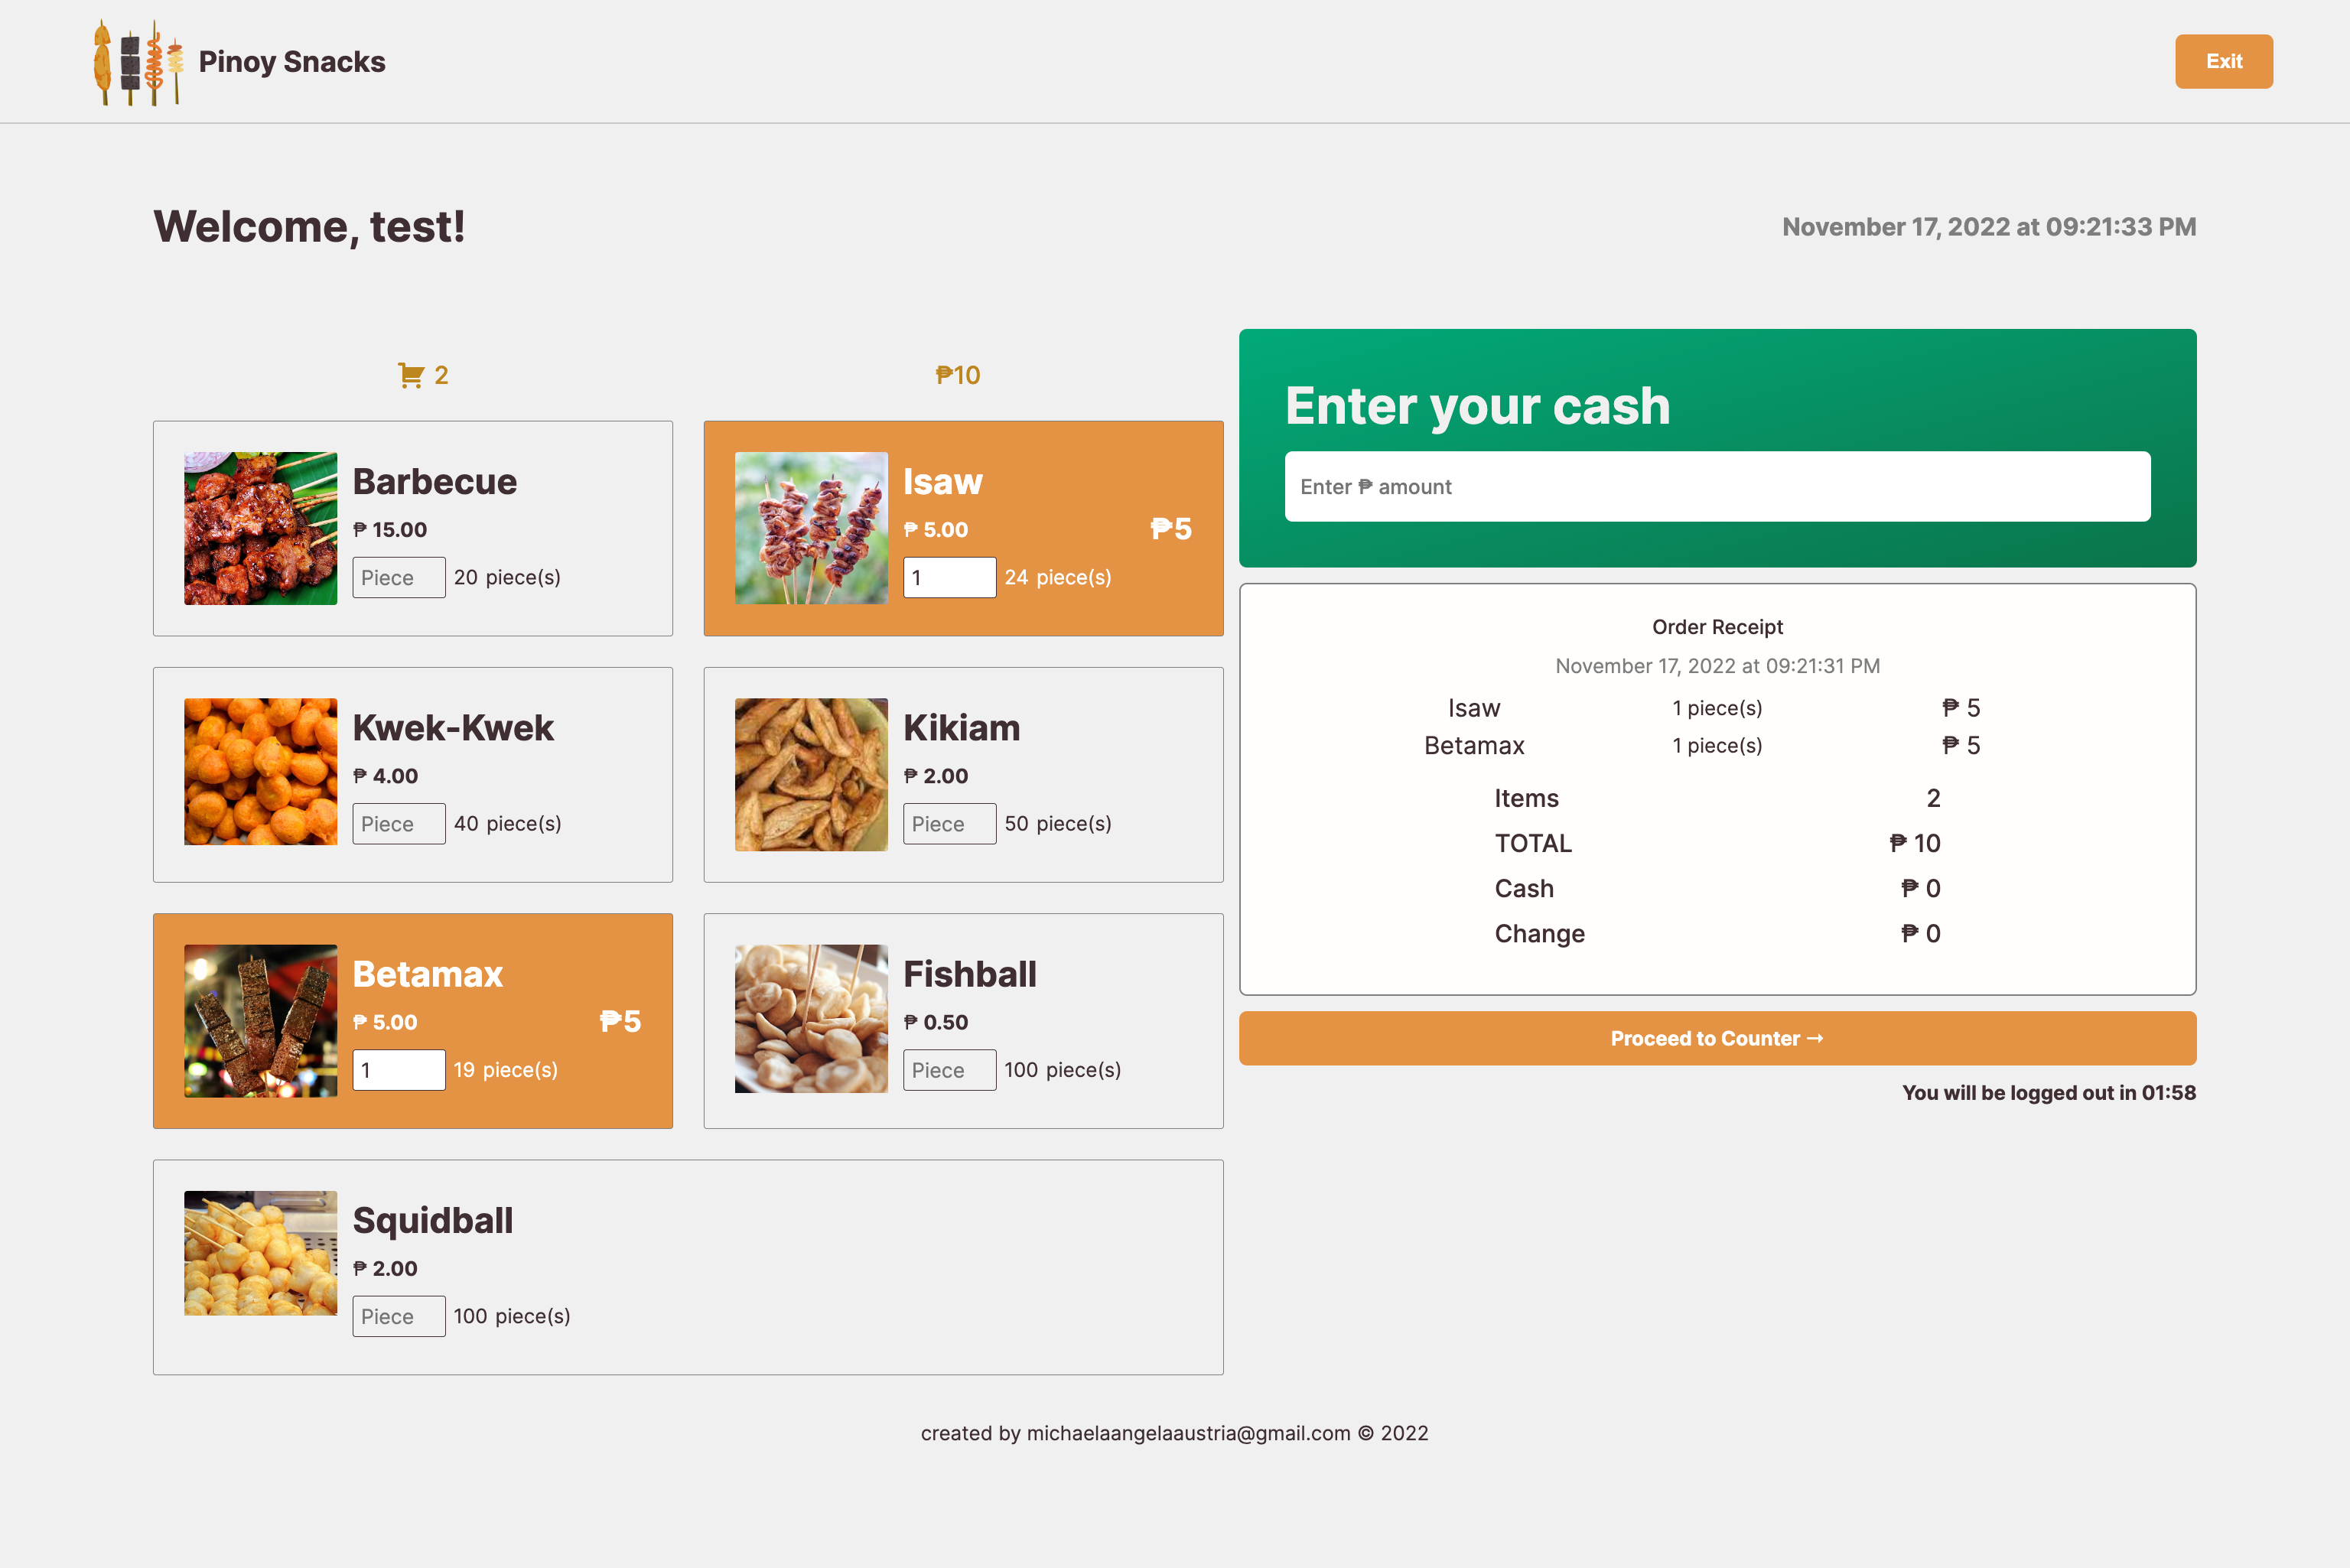 Pinoy Snacks
Exit
Welcome, test!
November 17, 2022 at 09:21:33 PM
2
₱10
Barbecue
₱ 15.00
Piece 20 piece(s)
Isaw
₱ 5.00
₱5
1 24 piece(s)
Kwek-Kwek
₱ 4.00
Piece 40 piece(s)
Kikiam
₱ 2.00
Piece 50 piece(s)
Betamax
₱ 5.00
₱5
1 19 piece(s)
Fishball
₱ 0.50
Piece 100 piece(s)
Squidball
₱ 2.00
Piece 100 piece(s)
Enter your cash
Enter ₱ amount
Order Receipt
November 17, 2022 at 09:21:31 PM
Isaw 1 piece(s) ₱ 5
Betamax 1 piece(s) ₱ 5
Items 2
TOTAL ₱ 10
Cash ₱ 0
Change ₱ 0
Proceed to Counter →
You will be logged out in 01:58
created by michaelaangelaaustria@gmail.com © 2022